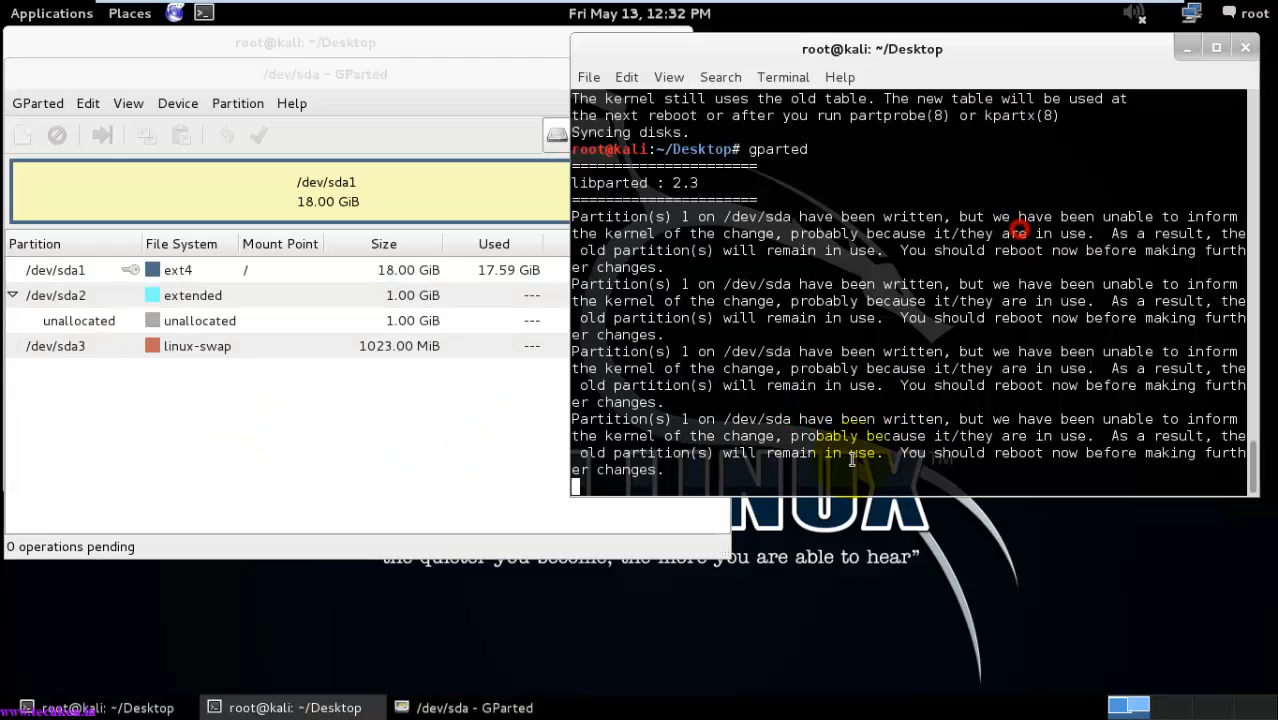 Applications Places Fri May 13, 12:32 PM root
root@kali: ~/Desktop
/dev/sda - GParted
GParted Edit View Device Partition Help
/dev/sda1
18.00 GiB
Partition File System Mount Point Size Used
/dev/sda1 ext4 / 18.00 GiB 17.59 GiB
/dev/sda2 extended 1.00 GiB ---
unallocated unallocated 1.00 GiB ---
/dev/sda3 linux-swap 1023.00 MiB ---
0 operations pending
root@kali: ~/Desktop
File Edit View Search Terminal Help
The kernel still uses the old table. The new table will be used at
the next reboot or after you run partprobe(8) or kpartx(8)
Syncing disks.
root@kali:~/Desktop# gparted
======================
libparted : 2.3
======================
Partition(s) 1 on /dev/sda have been written, but we have been unable to inform
the kernel of the change, probably because it/they are in use.  As a result, the
old partition(s) will remain in use.  You should reboot now before making furth
er changes.
Partition(s) 1 on /dev/sda have been written, but we have been unable to inform
the kernel of the change, probably because it/they are in use.  As a result, the
old partition(s) will remain in use.  You should reboot now before making furth
er changes.
Partition(s) 1 on /dev/sda have been written, but we have been unable to inform
the kernel of the change, probably because it/they are in use.  As a result, the
old partition(s) will remain in use.  You should reboot now before making furth
er changes.
Partition(s) 1 on /dev/sda have been written, but we have been unable to inform
the kernel of the change, probably because it/they are in use.  As a result, the
old partition(s) will remain in use.  You should reboot now before making furth
er changes.
the quieter you become, the more you are able to hear”
root@kali: ~/Desktop root@kali: ~/Desktop /dev/sda - GParted